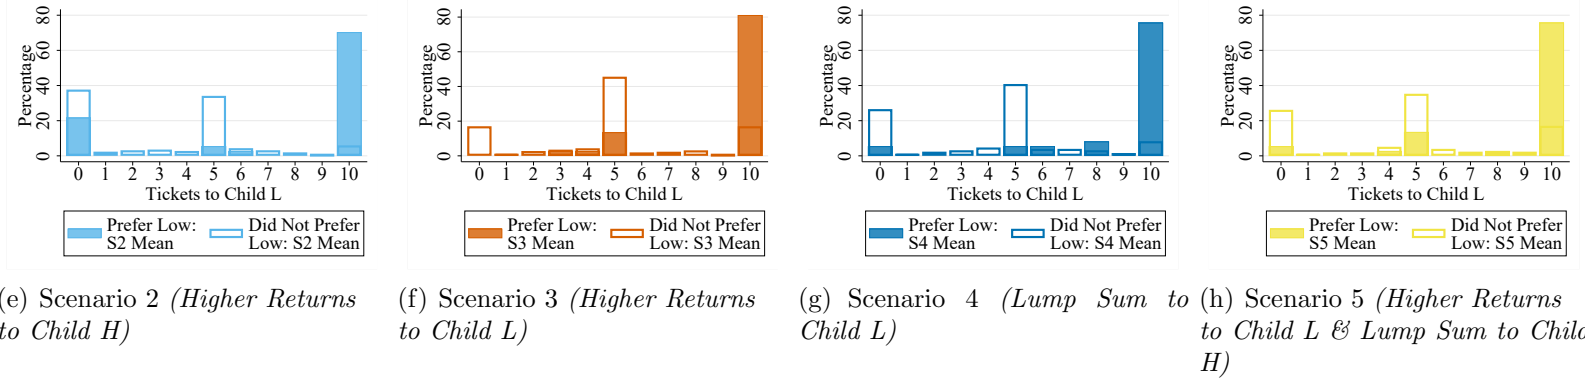 80
60
40
20
0
Percentage
0 1 2 3 4 5 6 7 8 9 10
Tickets to Child L
Prefer Low: S2 Mean
Did Not Prefer Low: S2 Mean
80
60
40
20
0
Percentage
0 1 2 3 4 5 6 7 8 9 10
Tickets to Child L
Prefer Low: S3 Mean
Did Not Prefer Low: S3 Mean
80
60
40
20
0
Percentage
0 1 2 3 4 5 6 7 8 9 10
Tickets to Child L
Prefer Low: S4 Mean
Did Not Prefer Low: S4 Mean
80
60
40
20
0
Percentage
0 1 2 3 4 5 6 7 8 9 10
Tickets to Child L
Prefer Low: S5 Mean
Did Not Prefer Low: S5 Mean
(e) Scenario 2 (Higher Returns
to Child H)
(f) Scenario 3 (Higher Returns
to Child L)
(g) Scenario 4 (Lump Sum to
Child L)
(h) Scenario 5 (Higher Returns
to Child L & Lump Sum to Child
H)